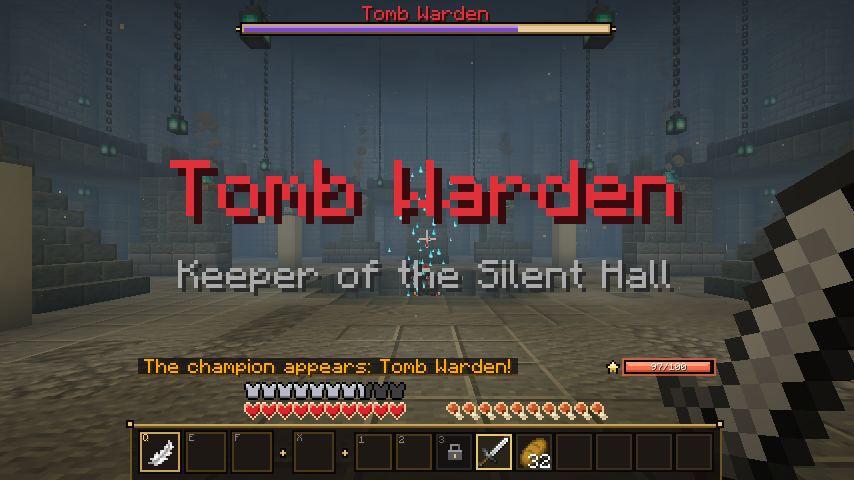 Tomb Warden
Tomb Warden
Keeper of the Silent Hall
The champion appears: Tomb Warden!
97/100
Q E F X 1 2 3
32